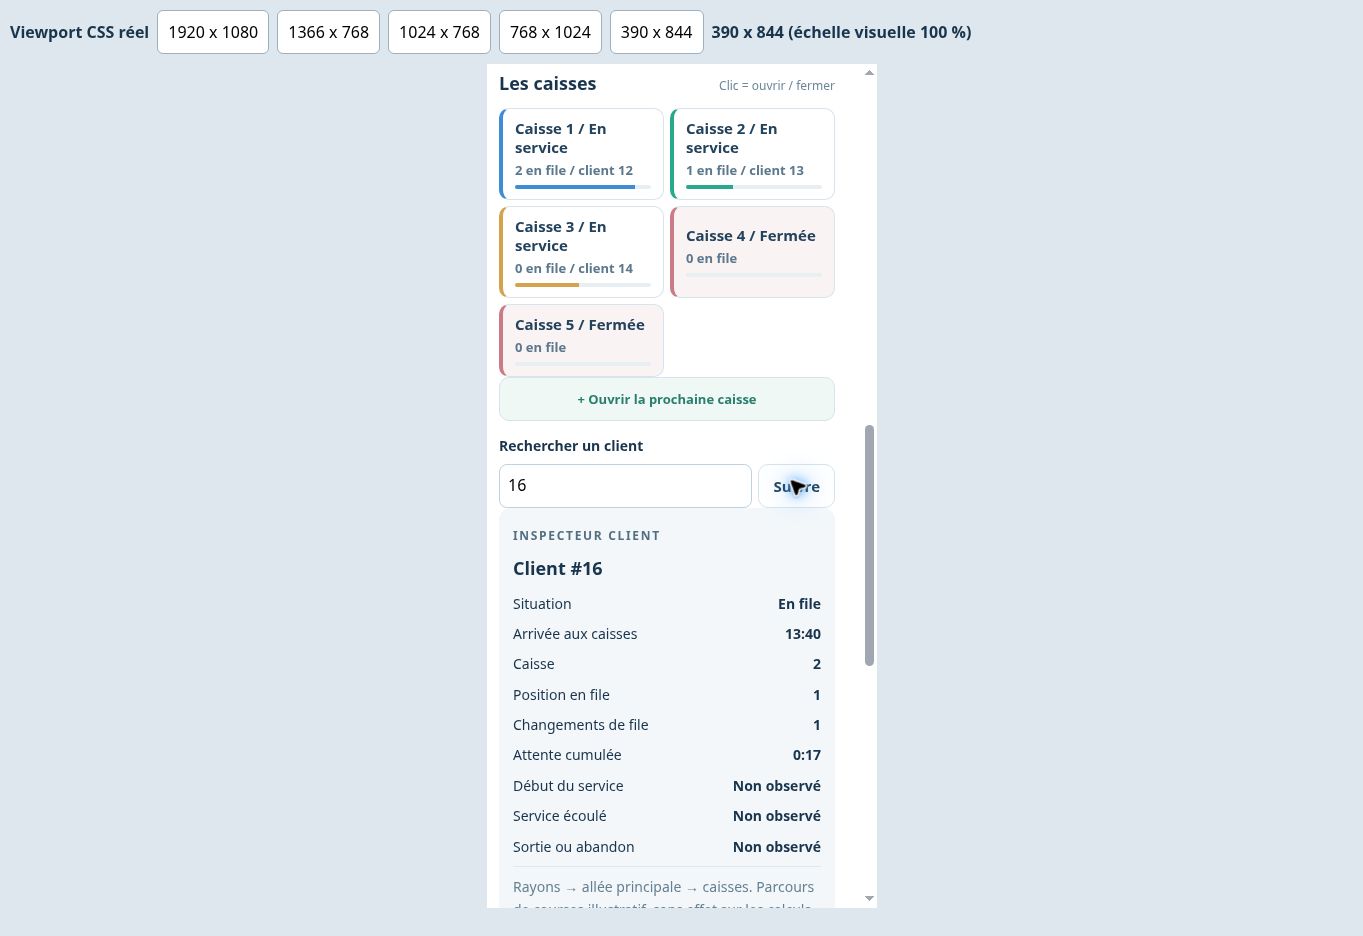 Viewport CSS réel 1920 x 1080 1366 x 768 1024 x 768 768 x 1024 390 x 844 390 x 844 (échelle visuelle 100 %)
Les caisses Clic = ouvrir / fermer
Caisse 1 / En service
2 en file / client 12
Caisse 2 / En service
1 en file / client 13
Caisse 3 / En service
0 en file / client 14
Caisse 4 / Fermée
0 en file
Caisse 5 / Fermée
0 en file
+ Ouvrir la prochaine caisse
Rechercher un client
16
INSPECTEUR CLIENT
Client #16
Situation En file
Arrivée aux caisses 13:40
Caisse 2
Position en file 1
Changements de file 1
Attente cumulée 0:17
Début du service Non observé
Service écoulé Non observé
Sortie ou abandon Non observé
Rayons → allée principale → caisses. Parcours